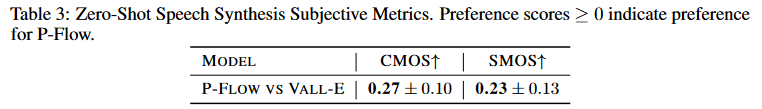 Table 3: Zero-Shot Speech Synthesis Subjective Metrics. Preference scores ≥ 0 indicate preference
for P-Flow.
MODEL | CMOS↑ | SMOS↑
P-FLOW VS VALL-E | 0.27 ± 0.10 | 0.23 ± 0.13